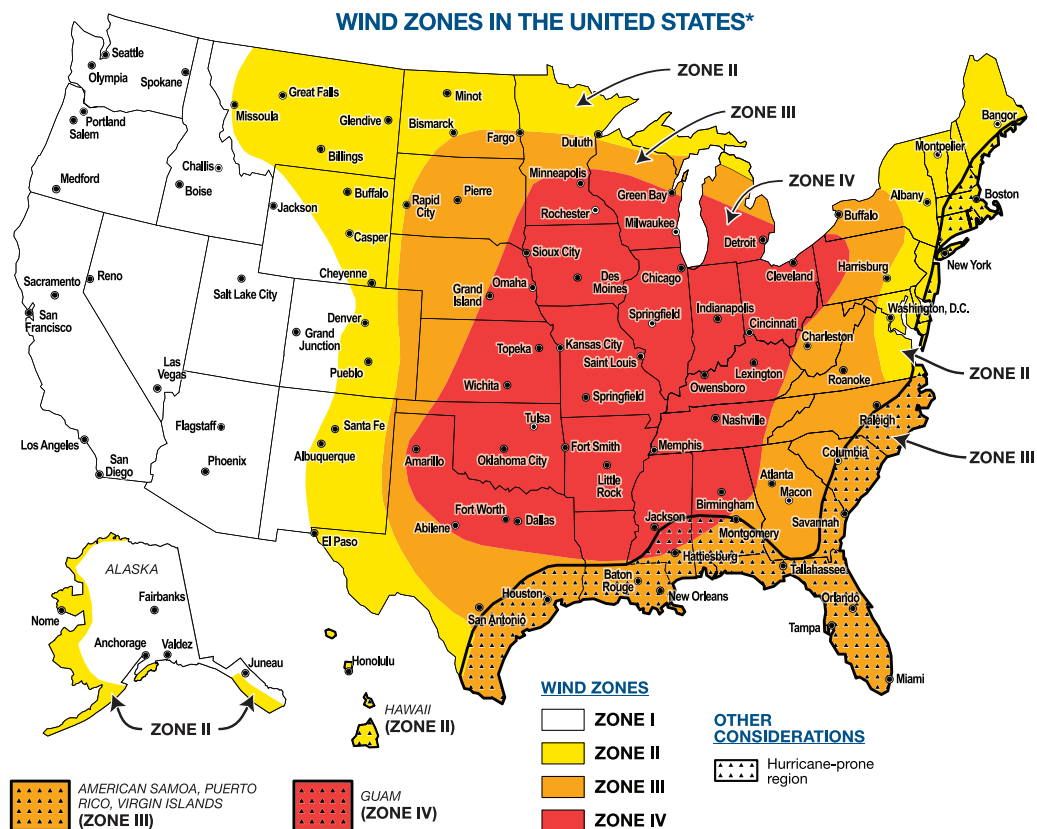 WIND ZONES IN THE UNITED STATES*
ZONE II
ZONE III
ZONE IV
Seattle
Olympia
Spokane
Portland
Salem
Medford
Challis
Boise
Missoula
Great Falls
Glendive
Billings
Buffalo
Jackson
Casper
Cheyenne
Minot
Bismarck
Fargo
Duluth
Minneapolis
Rapid
City
Pierre
Rochester
Green Bay
Milwaukee
Detroit
Buffalo
Albany
Montpelier
Bangor
Boston
New York
Sacramento
San
Francisco
Reno
Salt Lake City
Las
Vegas
Grand
Junction
Denver
Pueblo
Grand
Island
Omaha
Sioux City
Des
Moines
Chicago
Cleveland
Harrisburg
Washington, D.C.
Springfield
Indianapolis
Cincinnati
Charleston
Topeka
Kansas City
Saint Louis
Lexington
Owensboro
Roanoke
ZONE II
Wichita
Springfield
Nashville
Raleigh
ZONE III
Los Angeles
San
Diego
Flagstaff
Phoenix
Santa Fe
Albuquerque
Amarillo
Tulsa
Oklahoma City
Fort Smith
Memphis
Little
Rock
Columbia
Atlanta
Macon
Birmingham
Savannah
Fort Worth
Dallas
Abilene
Jackson
Montgomery
El Paso
Hattiesburg
Tallahassee
Baton
Rouge
New Orleans
Houston
San Antonio
Orlando
Tampa
Miami
ALASKA
Fairbanks
Nome
Anchorage
Valdez
Juneau
ZONE II
Honolulu
HAWAII
(ZONE II)
WIND ZONES
ZONE I
ZONE II
ZONE III
ZONE IV
OTHER
CONSIDERATIONS
Hurricane-prone
region
AMERICAN SAMOA, PUERTO
RICO, VIRGIN ISLANDS
(ZONE III)
GUAM
(ZONE IV)